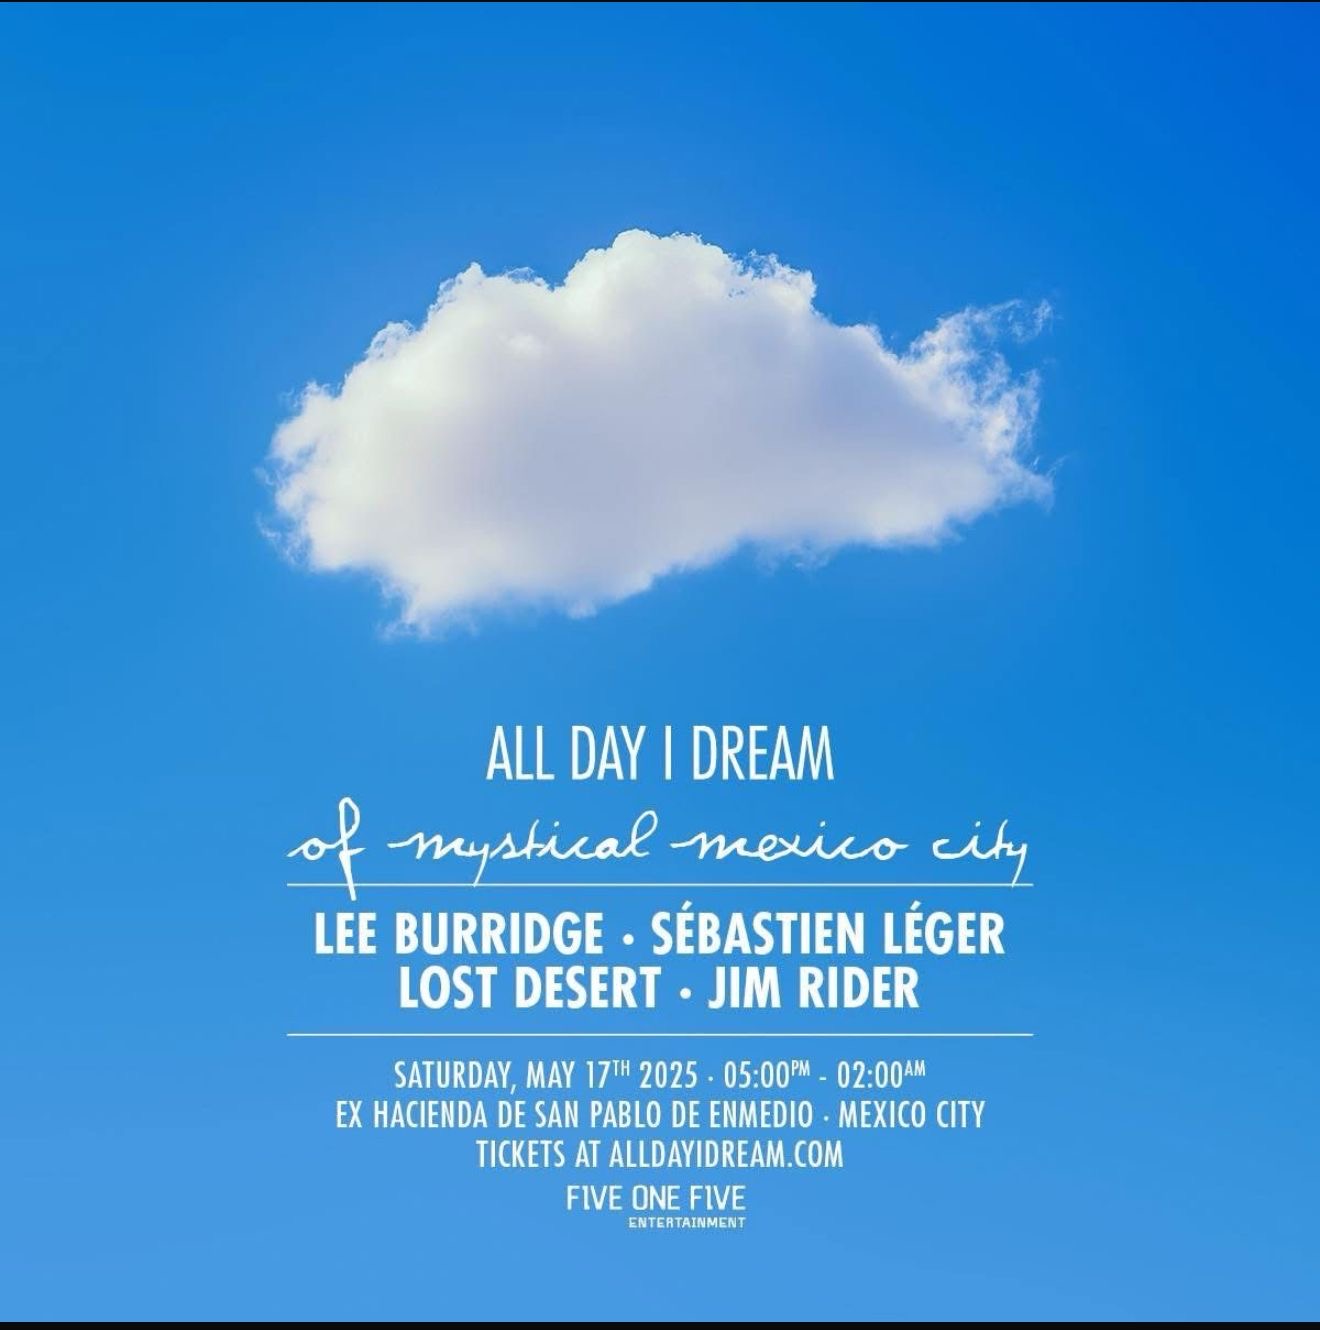 ALL DAY I DREAM
of mystical mexico city
LEE BURRIDGE · SÉBASTIEN LÉGER
LOST DESERT · JIM RIDER
SATURDAY, MAY 17TH 2025 · 05:00PM - 02:00AM
EX HACIENDA DE SAN PABLO DE ENMEDIO · MEXICO CITY
TICKETS AT ALLDAYIDREAM.COM
FIVE ONE FIVE
ENTERTAINMENT